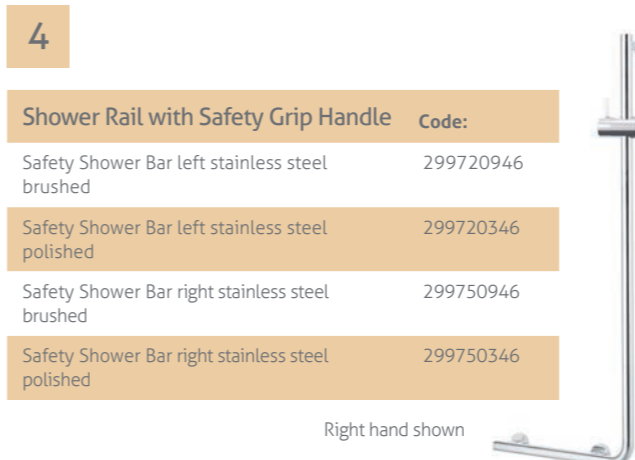 4
Shower Rail with Safety Grip Handle Code:
Safety Shower Bar left stainless steel 299720946
brushed
Safety Shower Bar left stainless steel 299720346
polished
Safety Shower Bar right stainless steel 299750946
brushed
Safety Shower Bar right stainless steel 299750346
polished
Right hand shown